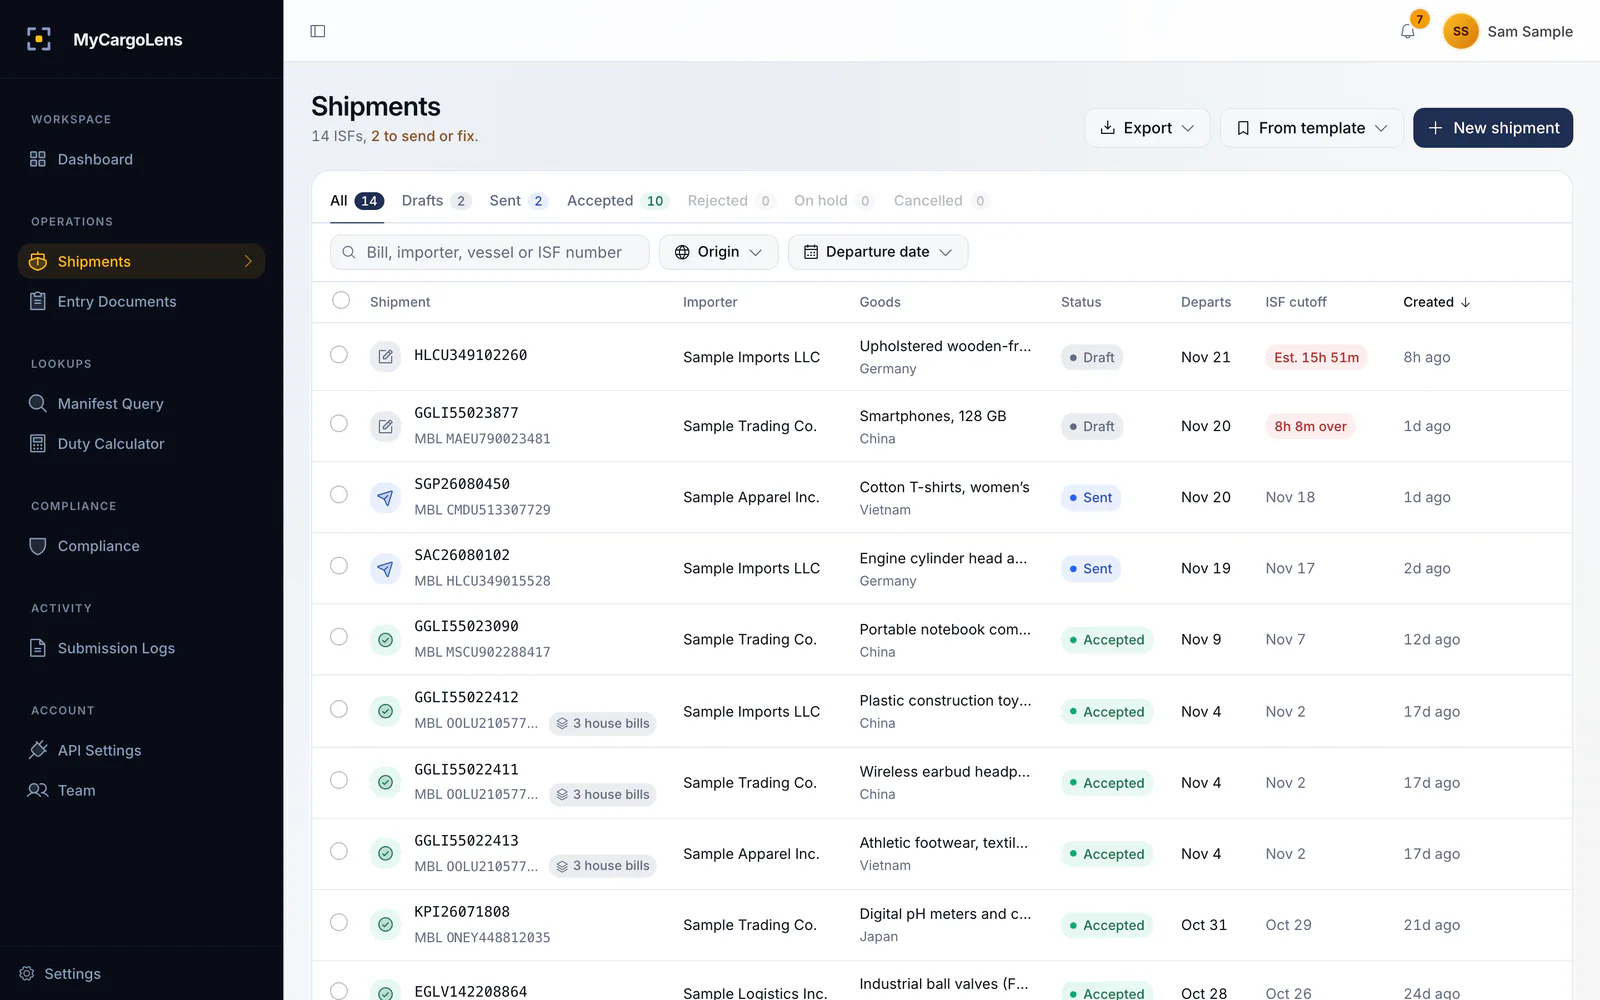 MyCargoLens
7
SS
Sam Sample
WORKSPACE
Dashboard
OPERATIONS
Shipments
Entry Documents
LOOKUPS
Manifest Query
Duty Calculator
COMPLIANCE
Compliance
ACTIVITY
Submission Logs
ACCOUNT
API Settings
Team
Settings
Shipments
14 ISFs, 2 to send or fix.
Export
From template
New shipment
All 14 Drafts 2 Sent 2 Accepted 10 Rejected 0 On hold 0 Cancelled 0
Bill, importer, vessel or ISF number Origin Departure date
Shipment Importer Goods Status Departs ISF cutoff Created
HLCU349102260 Sample Imports LLC Upholstered wooden-fr... Draft Nov 21 Est. 15h 51m 8h ago
Germany
GGLI55023877 Sample Trading Co. Smartphones, 128 GB Draft Nov 20 8h 8m over 1d ago
MBL MAEU790023481 China
SGP26080450 Sample Apparel Inc. Cotton T-shirts, women’s Sent Nov 20 Nov 18 1d ago
MBL CMDU513307729 Vietnam
SAC26080102 Sample Imports LLC Engine cylinder head a... Sent Nov 19 Nov 17 2d ago
MBL HLCU349015528 Germany
GGLI55023090 Sample Trading Co. Portable notebook com... Accepted Nov 9 Nov 7 12d ago
MBL MSCU902288417 China
GGLI55022412 Sample Imports LLC Plastic construction toy... Accepted Nov 4 Nov 2 17d ago
MBL OOLU210577... 3 house bills China
GGLI55022411 Sample Trading Co. Wireless earbud headp... Accepted Nov 4 Nov 2 17d ago
MBL OOLU210577... 3 house bills China
GGLI55022413 Sample Apparel Inc. Athletic footwear, textil... Accepted Nov 4 Nov 2 17d ago
MBL OOLU210577... 3 house bills Vietnam
KPI26071808 Sample Trading Co. Digital pH meters and c... Accepted Oct 31 Oct 29 21d ago
MBL ONEY448812035 Japan
EGLV142208864 Sample Logistics Inc. Industrial ball valves (F... Accepted Oct 28 Oct 26 24d ago